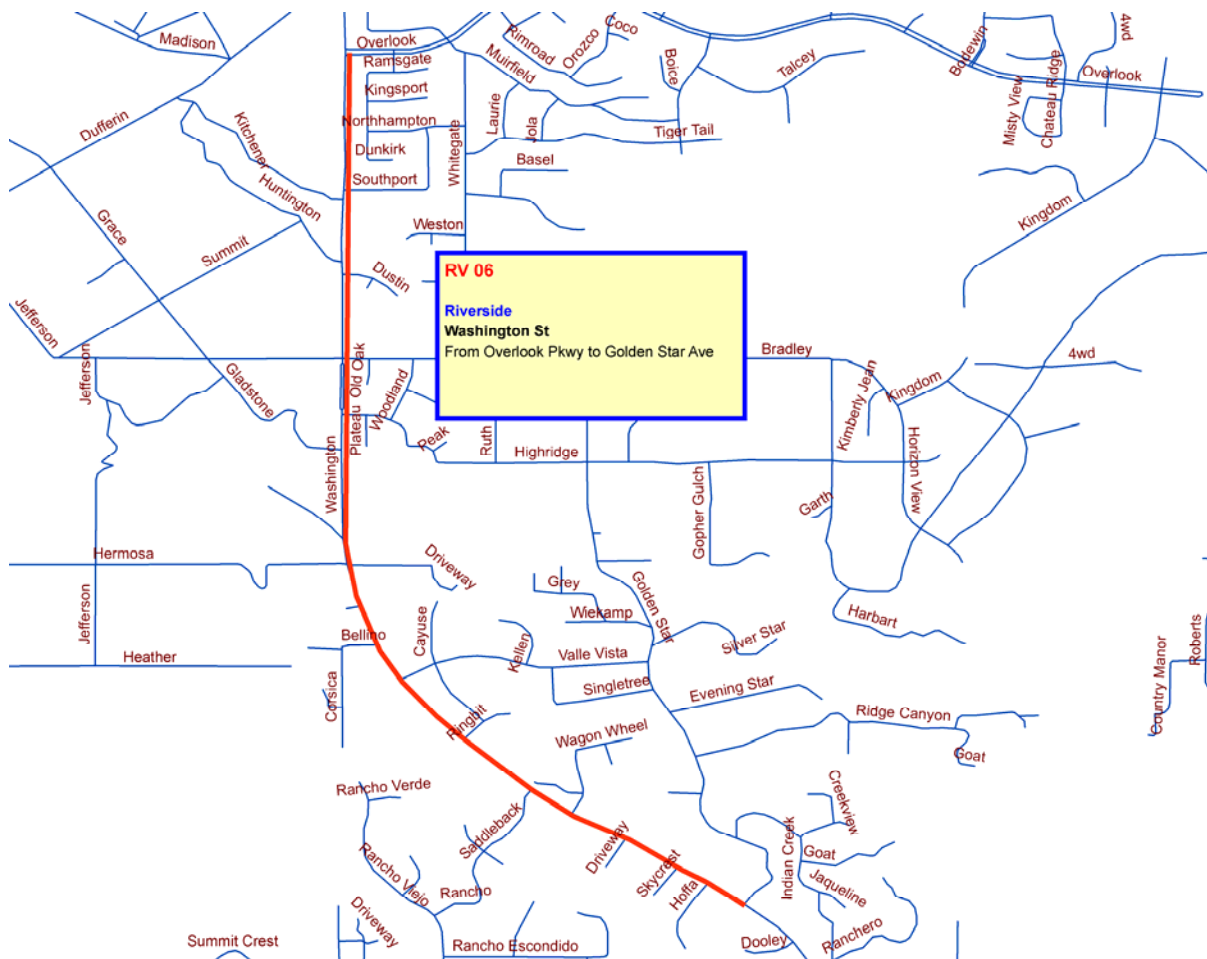 Madison
Overlook
Coco
Rimroad
Orozco
Muirfield
Boice
Talcey
Bodewin
4wd
Overlook
Ramsgate
Kingsport
Northhampton
Dunkirk
Southport
Whitegate
Laurie
Jola
Tiger Tail
Basel
Misty View
Chateau Ridge
Kingdom
Dufferin
Kitchener
Huntington
Grace
Summit
Weston
Dustin
RV 06
Riverside
Washington St
From Overlook Pkwy to Golden Star Ave
Jefferson
Jefferson
Gladstone
Washington
Plateau
Old Oak
Woodland
Peak
Ruth
Highridge
Bradley
Kimberly Jean
Kingdom
4wd
Horizon View
Gopher Gulch
Garth
Harbart
Hermosa
Jefferson
Heather
Driveway
Bellino
Corsica
Cayuse
Grey
Wiekamp
Golden Star
Silver Star
Kellen
Valle Vista
Singletree
Evening Star
Ridge Canyon
Goat
Country Manor
Roberts
Ringbit
Wagon Wheel
Rancho Verde
Saddleback
Rancho Viejo
Rancho
Driveway
Skycrest
Hoffa
Creekview
Indian Creek
Goat
Jaqueline
Ranchero
Dooley
Driveway
Summit Crest
Rancho Escondido